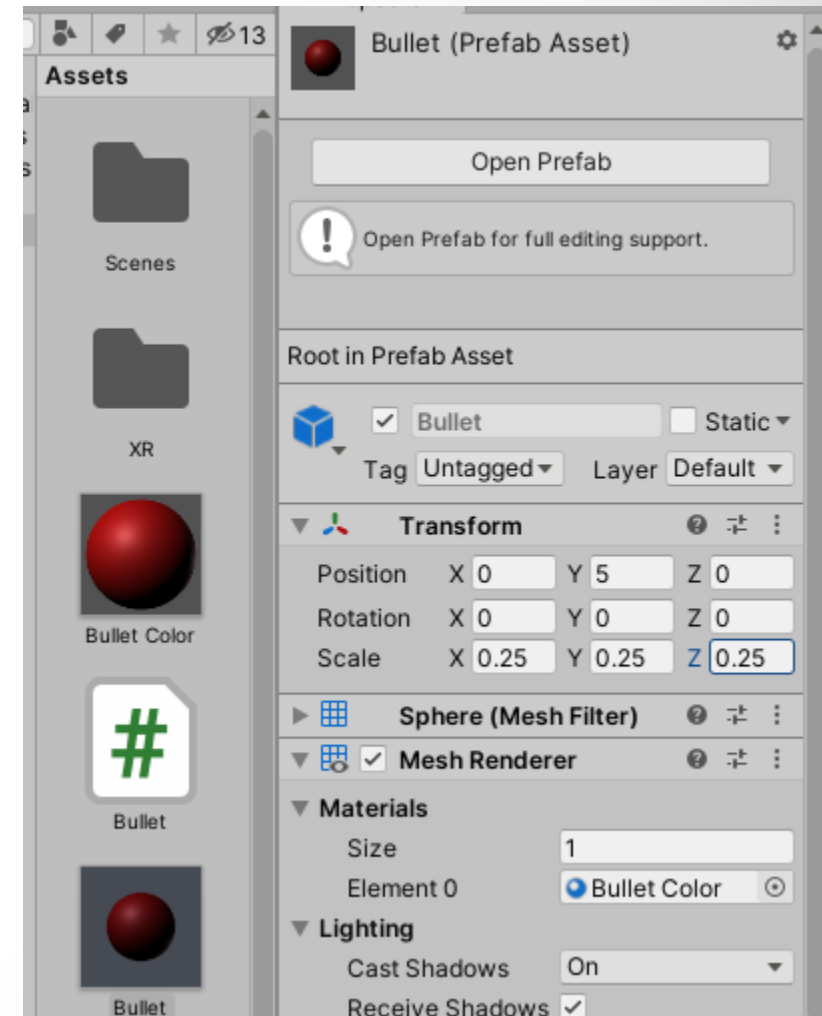 13
Assets
Scenes
XR
Bullet Color
#
Bullet
Bullet
Bullet (Prefab Asset)
Open Prefab
! Open Prefab for full editing support.
Root in Prefab Asset
Bullet Static
Tag Untagged Layer Default
Transform
Position X 0 Y 5 Z 0
Rotation X 0 Y 0 Z 0
Scale X 0.25 Y 0.25 Z 0.25
Sphere (Mesh Filter)
Mesh Renderer
Materials
Size 1
Element 0 Bullet Color
Lighting
Cast Shadows On
Receive Shadows